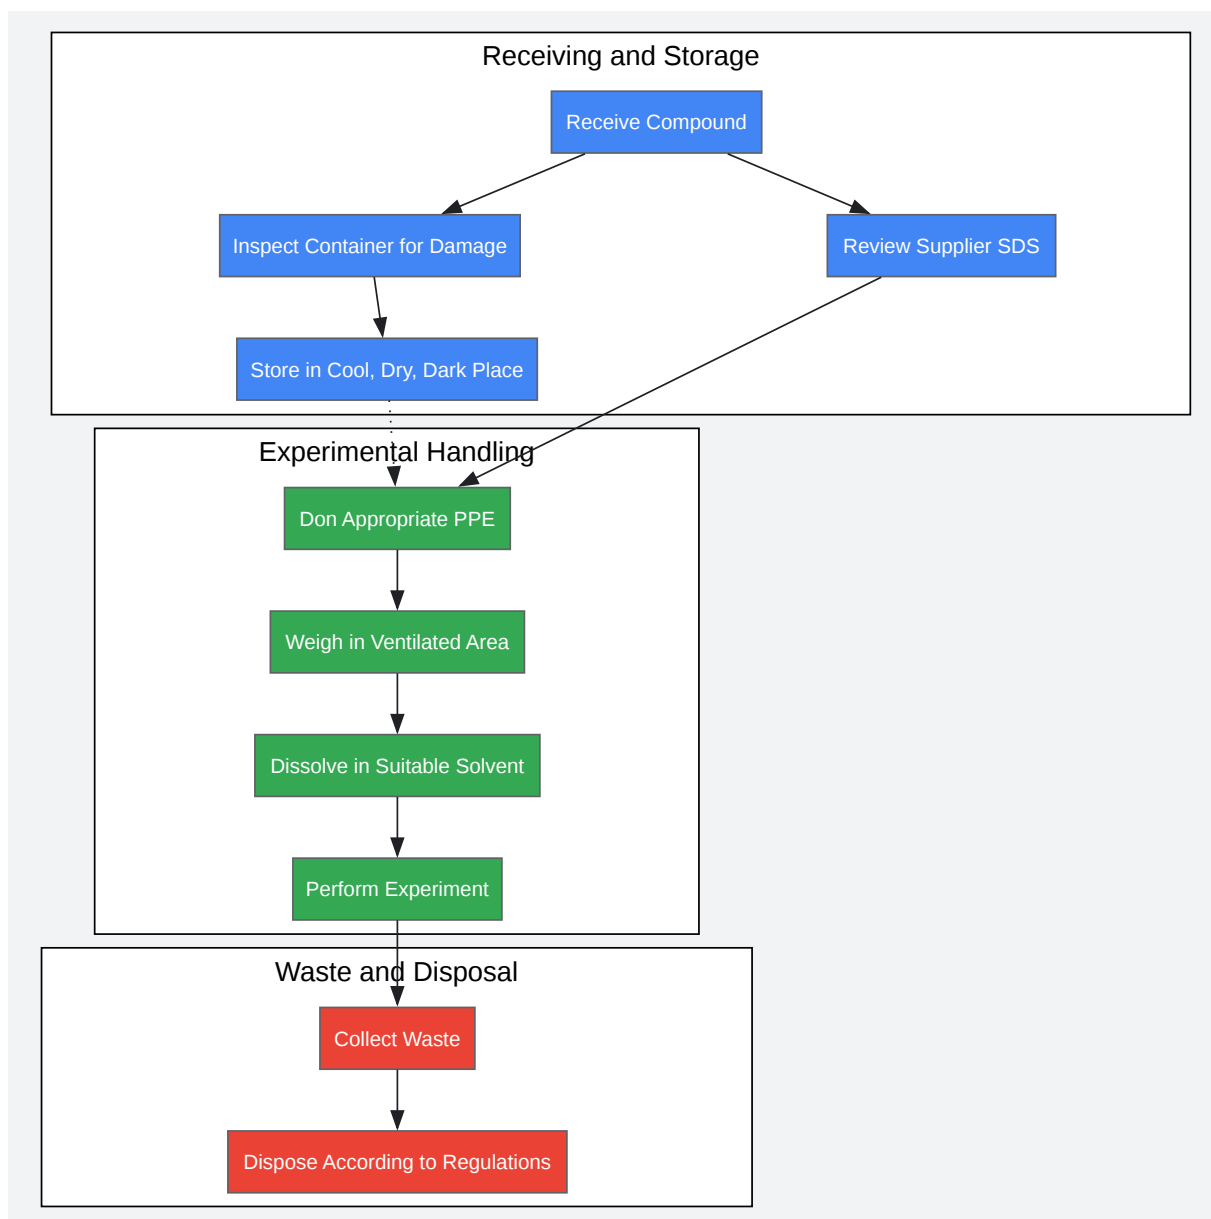 Receiving and Storage
Receive Compound
Inspect Container for Damage
Review Supplier SDS
Store in Cool, Dry, Dark Place
Experimental Handling
Don Appropriate PPE
Weigh in Ventilated Area
Dissolve in Suitable Solvent
Perform Experiment
Waste and Disposal
Collect Waste
Dispose According to Regulations